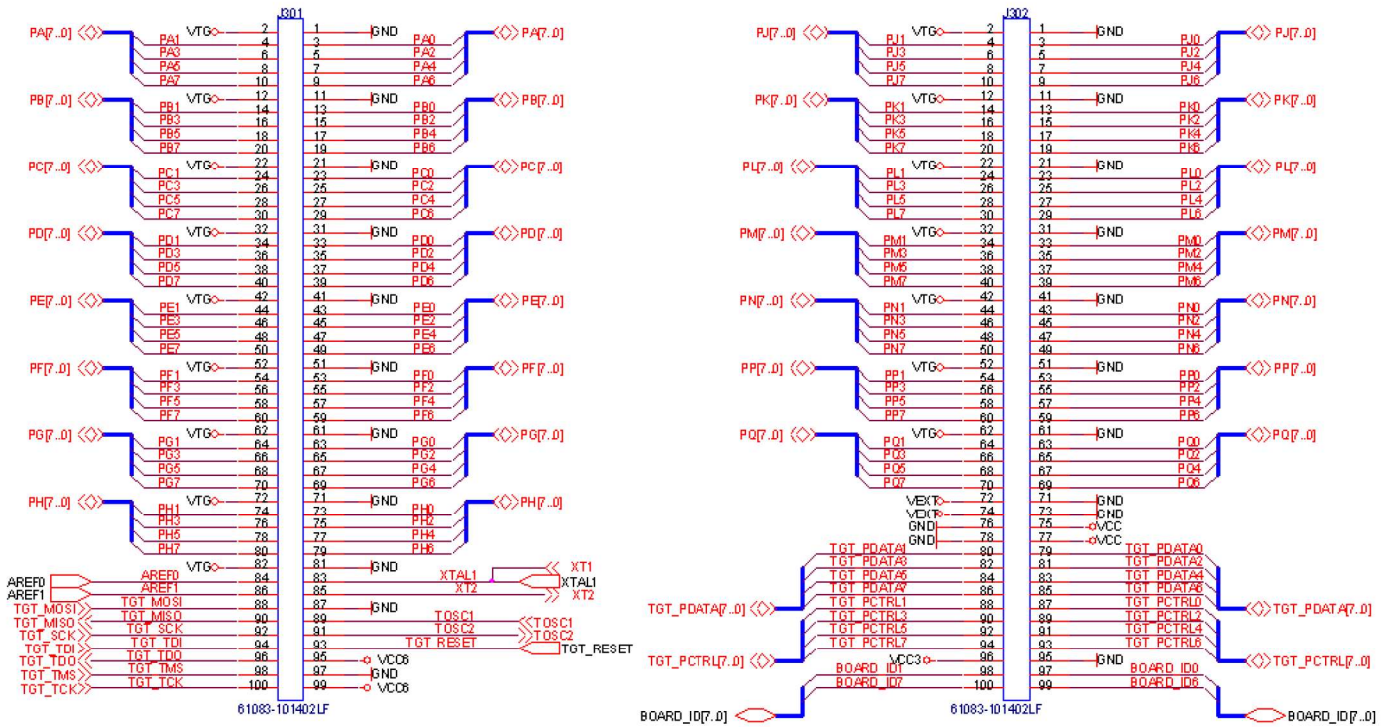 J301
PA[7..0] VTG 2 1 GND PA[7..0]
PA1 4 3 PA0
PA3 6 5 PA2
PA5 8 7 PA4
PA7 10 9 PA6
PB[7..0] VTG 12 11 GND PB[7..0]
PB1 14 13 PB0
PB3 16 15 PB2
PB5 18 17 PB4
PB7 20 19 PB6
PC[7..0] VTG 22 21 GND PC[7..0]
PC1 24 23 PC0
PC3 26 25 PC2
PC5 28 27 PC4
PC7 30 29 PC6
PD[7..0] VTG 32 31 GND PD[7..0]
PD1 34 33 PD0
PD3 36 35 PD2
PD5 38 37 PD4
PD7 40 39 PD6
PE[7..0] VTG 42 41 GND PE[7..0]
PE1 44 43 PE0
PE3 46 45 PE2
PE5 48 47 PE4
PE7 50 49 PE6
PF[7..0] VTG 52 51 GND PF[7..0]
PF1 54 53 PF0
PF3 56 55 PF2
PF5 58 57 PF4
PF7 60 59 PF6
PG[7..0] VTG 62 61 GND PG[7..0]
PG1 64 63 PG0
PG3 66 65 PG2
PG5 68 67 PG4
PG7 70 69 PG6
PH[7..0] VTG 72 71 GND PH[7..0]
PH1 74 73 PH0
PH3 76 75 PH2
PH5 78 77 PH4
PH7 80 79 PH6
VTG 82 81 GND XT1
AREF0 AREF0 84 83 XTAL1 XTAL1
AREF1 AREF1 86 85 XT2 XT2
TGT_MOSI TGT_MOSI 88 87 GND
TGT_MISO TGT_MISO 90 89 TOSC1 TOSC1
TGT_SCK TGT_SCK 92 91 TOSC2 TOSC2
TGT_TDI TGT_TDI 94 93 TGT_RESET TGT_RESET
TGT_TDO TGT_TDO 96 95 VCC6
TGT_TMS TGT_TMS 98 97 GND
TGT_TCK TGT_TCK 100 99 VCC6
61083-101402LF
J302
PJ[7..0] VTG 2 1 GND PJ[7..0]
PJ1 4 3 PJ0
PJ3 6 5 PJ2
PJ5 8 7 PJ4
PJ7 10 9 PJ6
PK[7..0] VTG 12 11 GND PK[7..0]
PK1 14 13 PK0
PK3 16 15 PK2
PK5 18 17 PK4
PK7 20 19 PK6
PL[7..0] VTG 22 21 GND PL[7..0]
PL1 24 23 PL0
PL3 26 25 PL2
PL5 28 27 PL4
PL7 30 29 PL6
PM[7..0] VTG 32 31 GND PM[7..0]
PM1 34 33 PM0
PM3 36 35 PM2
PM5 38 37 PM4
PM7 40 39 PM6
PN[7..0] VTG 42 41 GND PN[7..0]
PN1 44 43 PN0
PN3 46 45 PN2
PN5 48 47 PN4
PN7 50 49 PN6
PP[7..0] VTG 52 51 GND PP[7..0]
PP1 54 53 PP0
PP3 56 55 PP2
PP5 58 57 PP4
PP7 60 59 PP6
PQ[7..0] VTG 62 61 GND PQ[7..0]
PQ1 64 63 PQ0
PQ3 66 65 PQ2
PQ5 68 67 PQ4
PQ7 70 69 PQ6
VEXT 72 71 GND
VEXT 74 73 GND
GND 76 75 VCC
GND 78 77 VCC
TGT_PDATA1 80 79 TGT_PDATA0
TGT_PDATA3 82 81 TGT_PDATA2
TGT_PDATA5 84 83 TGT_PDATA4
TGT_PDATA7 86 85 TGT_PDATA6
TGT_PDATA[7..0] TGT_PCTRL1 88 87 TGT_PCTRL0 TGT_PDATA[7..0]
TGT_PCTRL3 90 89 TGT_PCTRL2
TGT_PCTRL5 92 91 TGT_PCTRL4
TGT_PCTRL7 94 93 TGT_PCTRL6
TGT_PCTRL[7..0] VCC3 96 95 GND TGT_PCTRL[7..0]
BOARD_ID1 98 97 BOARD_ID0
BOARD_ID7 100 99 BOARD_ID6
BOARD_ID[7..0] 61083-101402LF BOARD_ID[7..0]